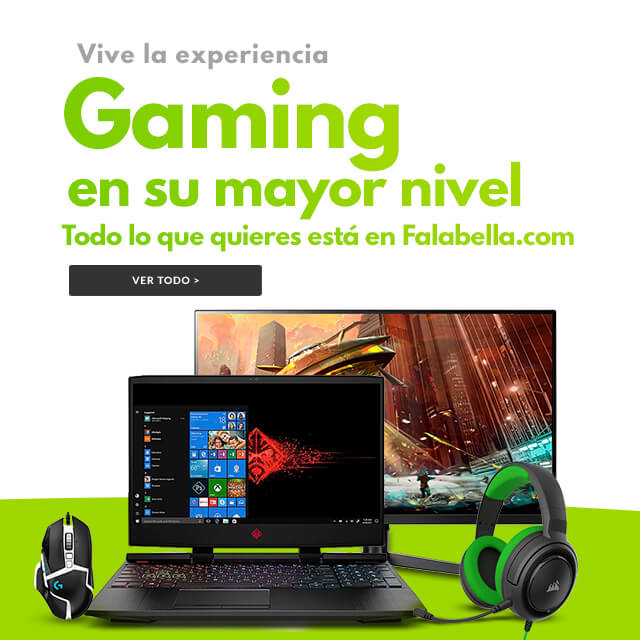 Vive la experiencia
Gaming
en su mayor nivel
Todo lo que quieres está en Falabella.com
VER TODO >